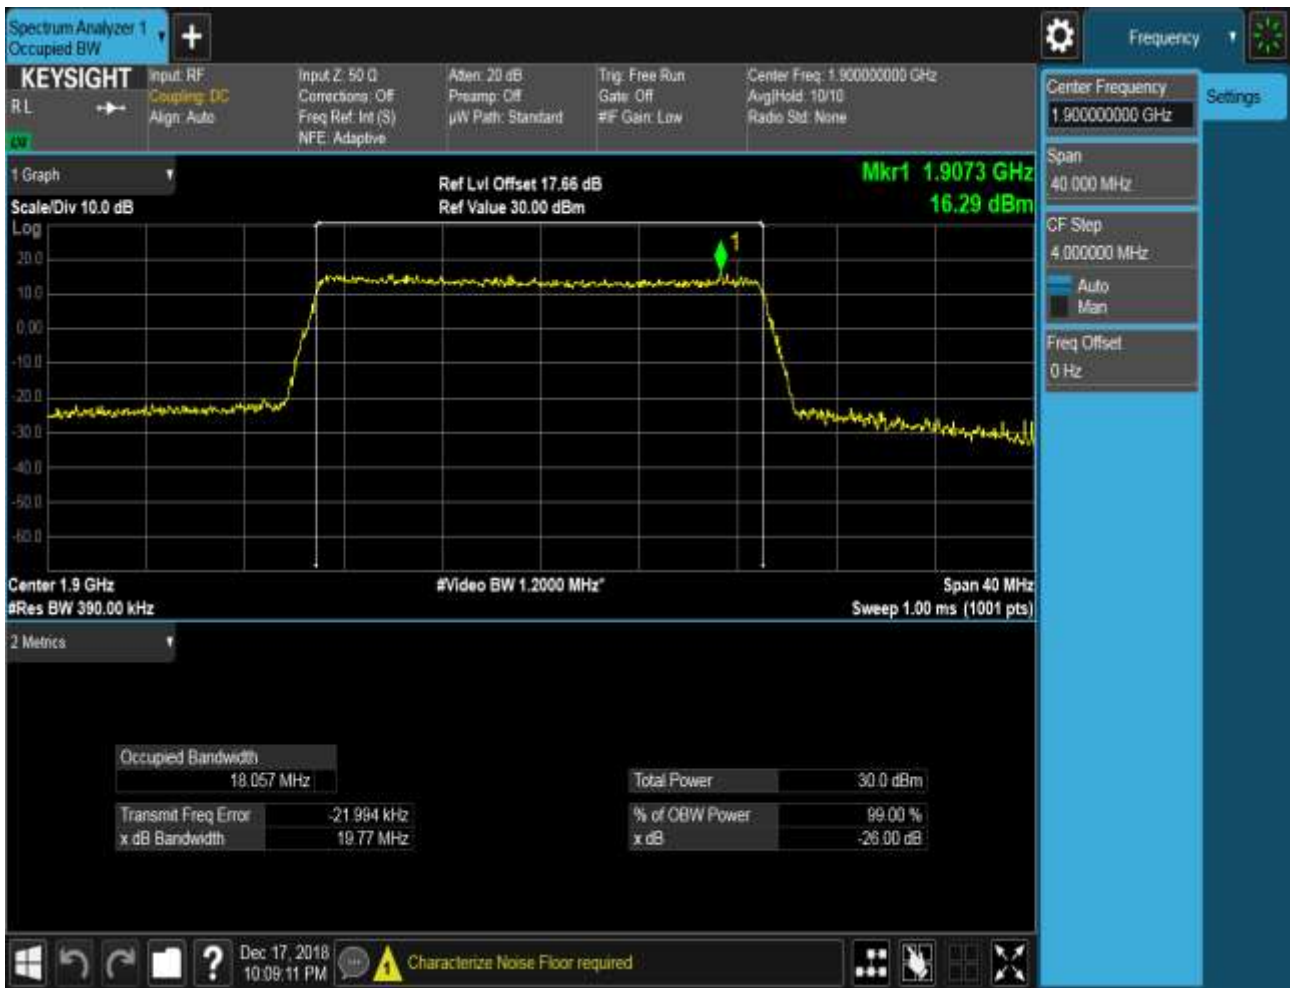 Spectrum Analyzer 1
Occupied BW
Frequency
KEYSIGHT
R L
Input: RF
Coupling: DC
Align: Auto
Input Z: 50 Ω
Corrections: Off
Freq Ref: Int (S)
NFE: Adaptive
Atten: 20 dB
Preamp: Off
µW Path: Standard
Trig: Free Run
Gate: Off
#IF Gain: Low
Center Freq: 1.900000000 GHz
Avg|Hold: 10/10
Radio Std: None
Center Frequency
1.900000000 GHz
Settings
Span
40.000 MHz
CF Step
4.000000 MHz
Auto
Man
Freq Offset
0 Hz
1 Graph
Scale/Div 10.0 dB
Ref Lvl Offset 17.66 dB
Ref Value 30.00 dBm
Mkr1 1.9073 GHz
16.29 dBm
Log
20.0
10.0
0.00
-10.0
-20.0
-30.0
-40.0
-50.0
-60.0
1
Center 1.9 GHz
#Res BW 390.00 kHz
#Video BW 1.2000 MHz*
Span 40 MHz
Sweep 1.00 ms (1001 pts)
2 Metrics
Occupied Bandwidth
18.057 MHz
Transmit Freq Error -21.994 kHz
x dB Bandwidth 19.77 MHz
Total Power 30.0 dBm
% of OBW Power 99.00 %
x dB -26.00 dB
?
Dec 17, 2018
10:09:11 PM
1
Characterize Noise Floor required